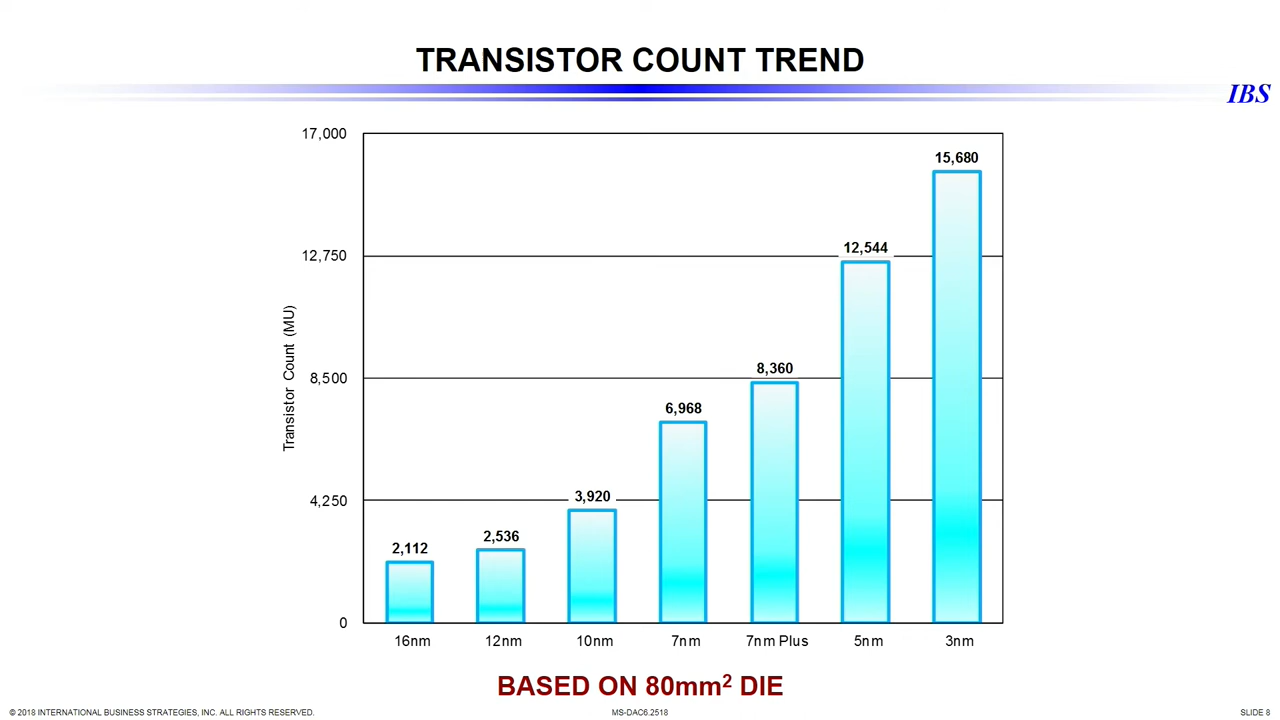 TRANSISTOR COUNT TREND
IBS
17,000
12,750
8,500
4,250
0
Transistor Count (MU)
2,112
2,536
3,920
6,968
8,360
12,544
15,680
16nm
12nm
10nm
7nm
7nm Plus
5nm
3nm
BASED ON 80mm² DIE
© 2018 INTERNATIONAL BUSINESS STRATEGIES, INC. ALL RIGHTS RESERVED.
MS-DAC6.2518
SLIDE 8